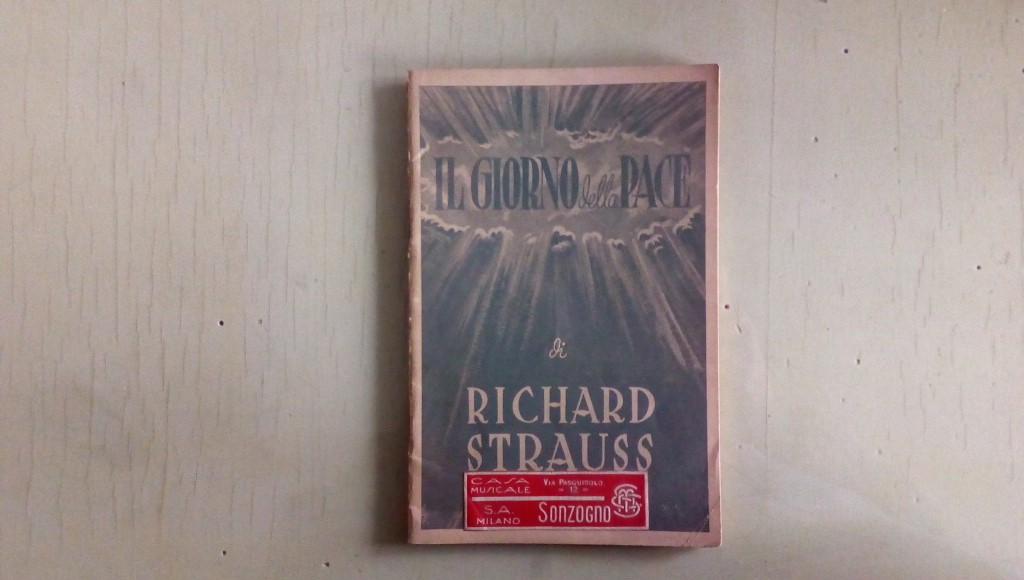 IL GIORNO della PACE
di
RICHARD
STRAUSS
CASA MUSICALE
VIA PASQUIROLO
12
S.A. MILANO
SONZOGNO